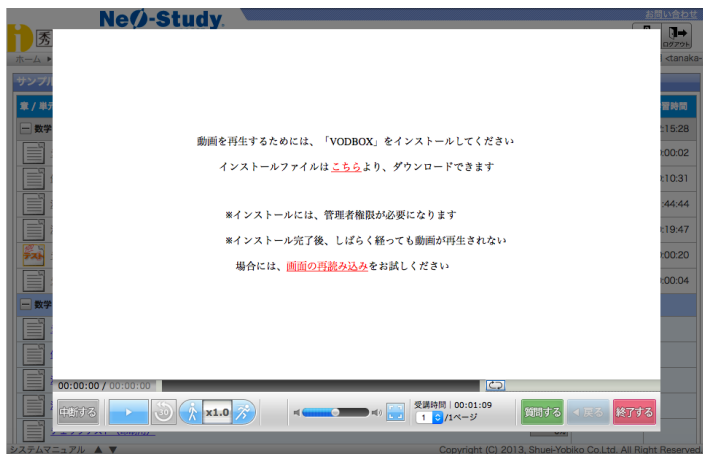 Neo-Study
お問い合わせ
秀
ログアウト
ホーム
<tanaka-
サンプル
章 / 単元
習時間
数学
:15:28
:00:02
:10:31
:44:44
:19:47
テスト
:00:20
:00:04
数学
動画を再生するためには、「VODBOX」をインストールしてください
インストールファイルはこちらより、ダウンロードできます
※インストールには、管理者権限が必要になります
※インストール完了後、しばらく経っても動画が再生されない
場合には、画面の再読み込みをお試しください
00:00:00 / 00:00:00
中断する
30
x1.0
受講時間 00:01:09
1 /1ページ
質問する
戻る
終了する
システムマニュアル ▲ ▼
Copyright (C) 2013, Shuei-Yobiko Co.Ltd. All Right Reserved.